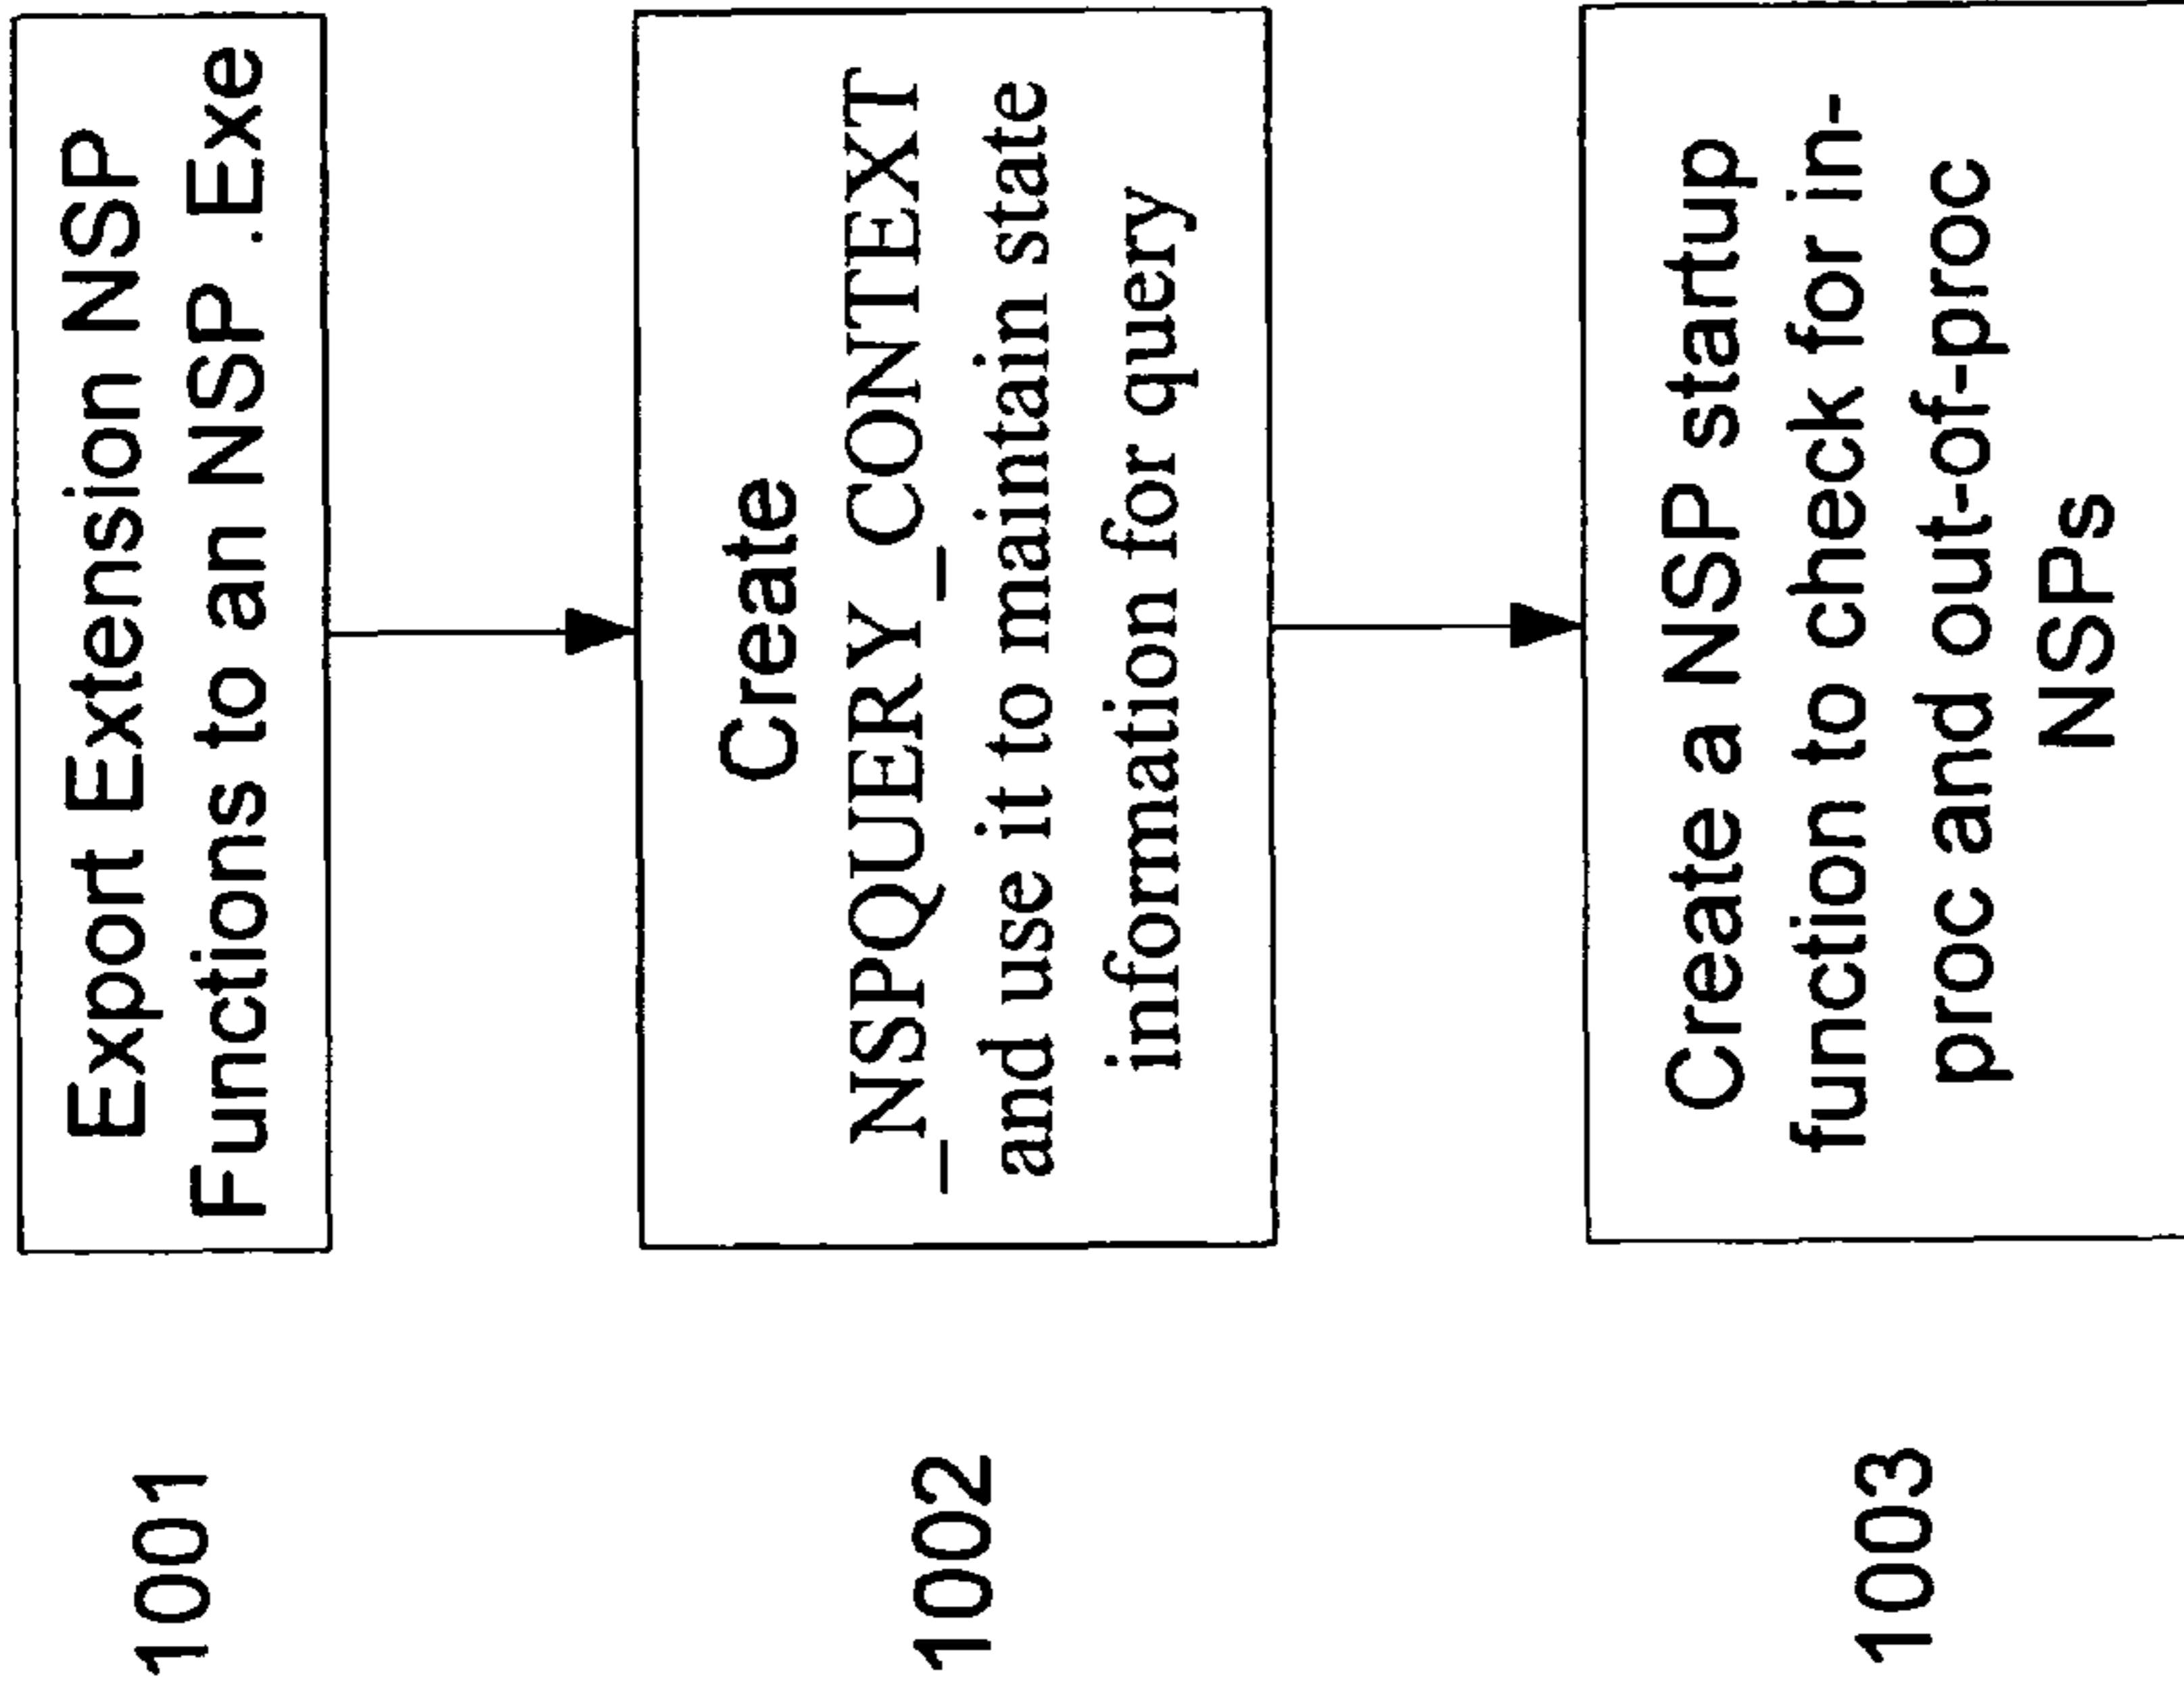 1001
Export Extension NSP
Functions to an NSP .Exe
1002
Create
_NSPQUERY_CONTEXT
and use it to maintain state
information for query
1003
Create a NSP startup
function to check for in-
proc and out-of-proc
NSPs